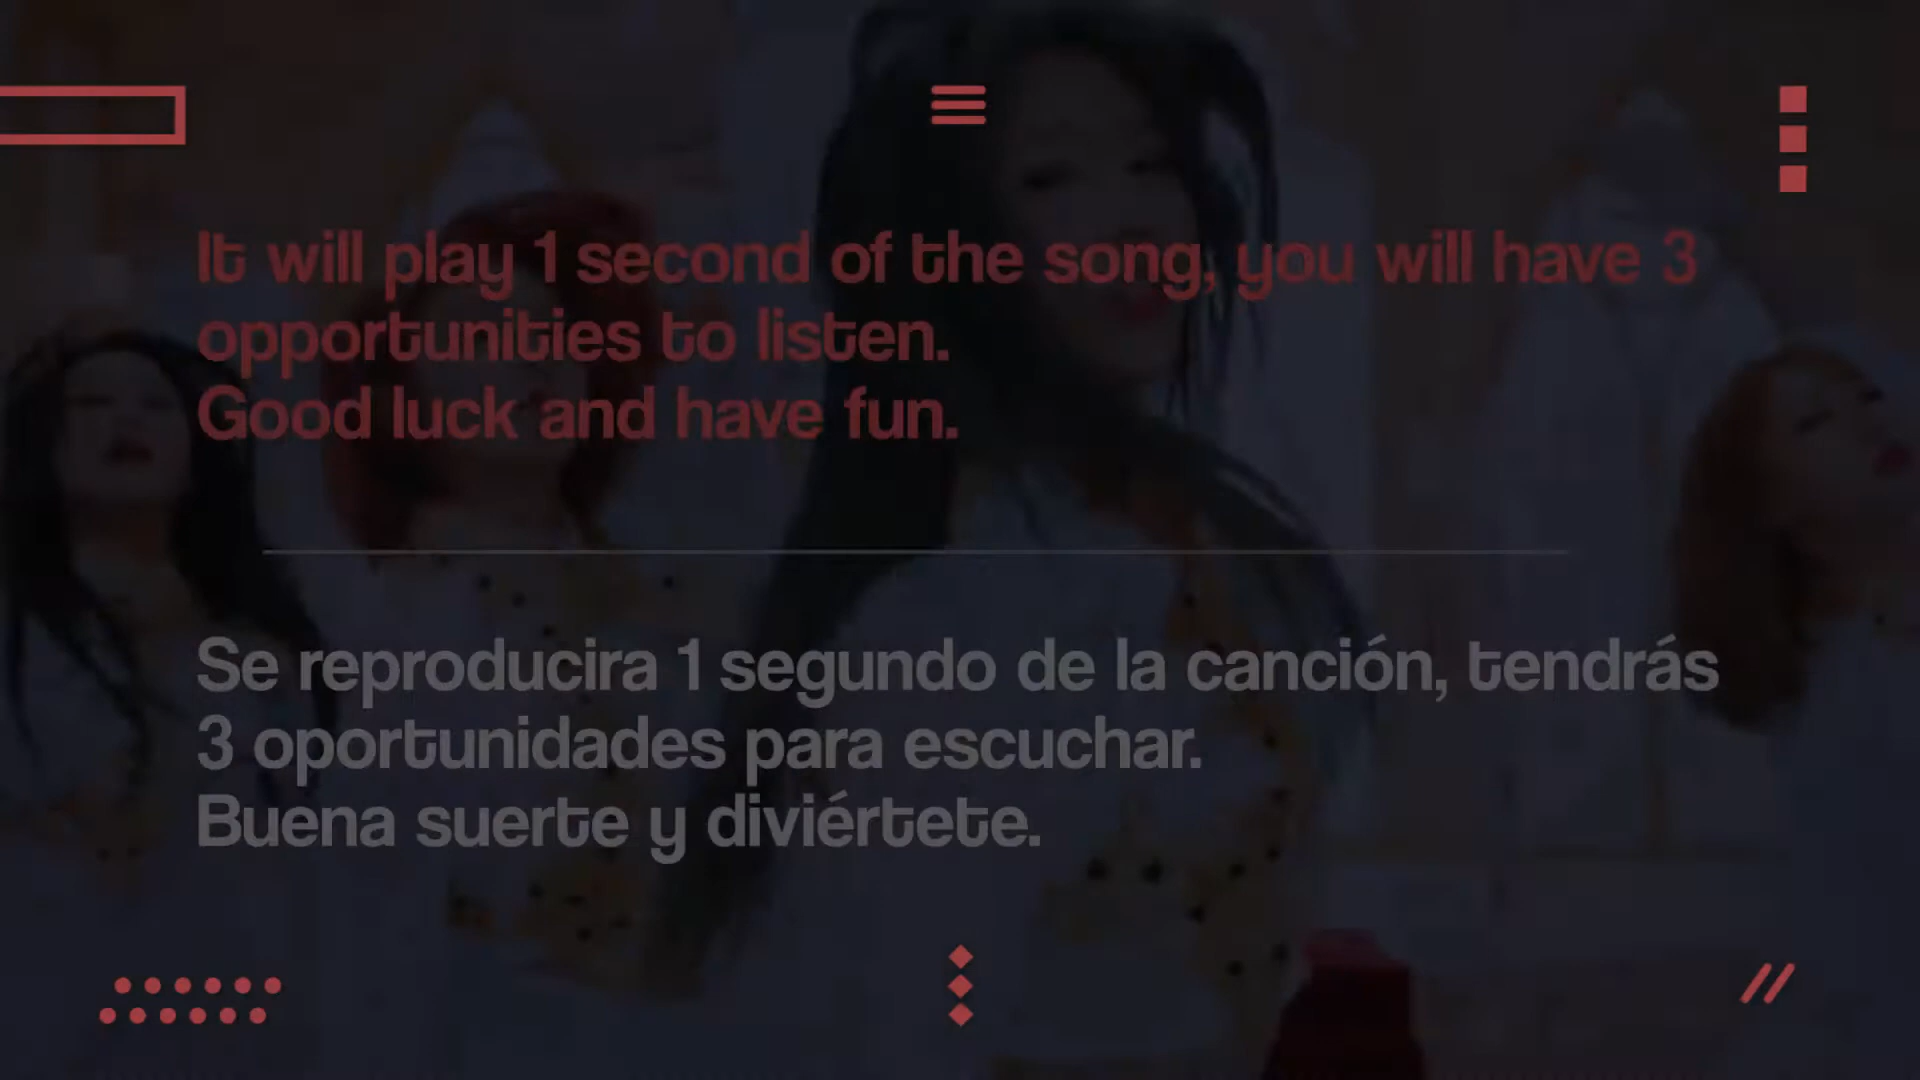 It will play 1 second of the song, you will have 3
opportunities to listen.
Good luck and have fun.
Se reproducira 1 segundo de la canción, tendrás
3 oportunidades para escuchar.
Buena suerte y diviértete.